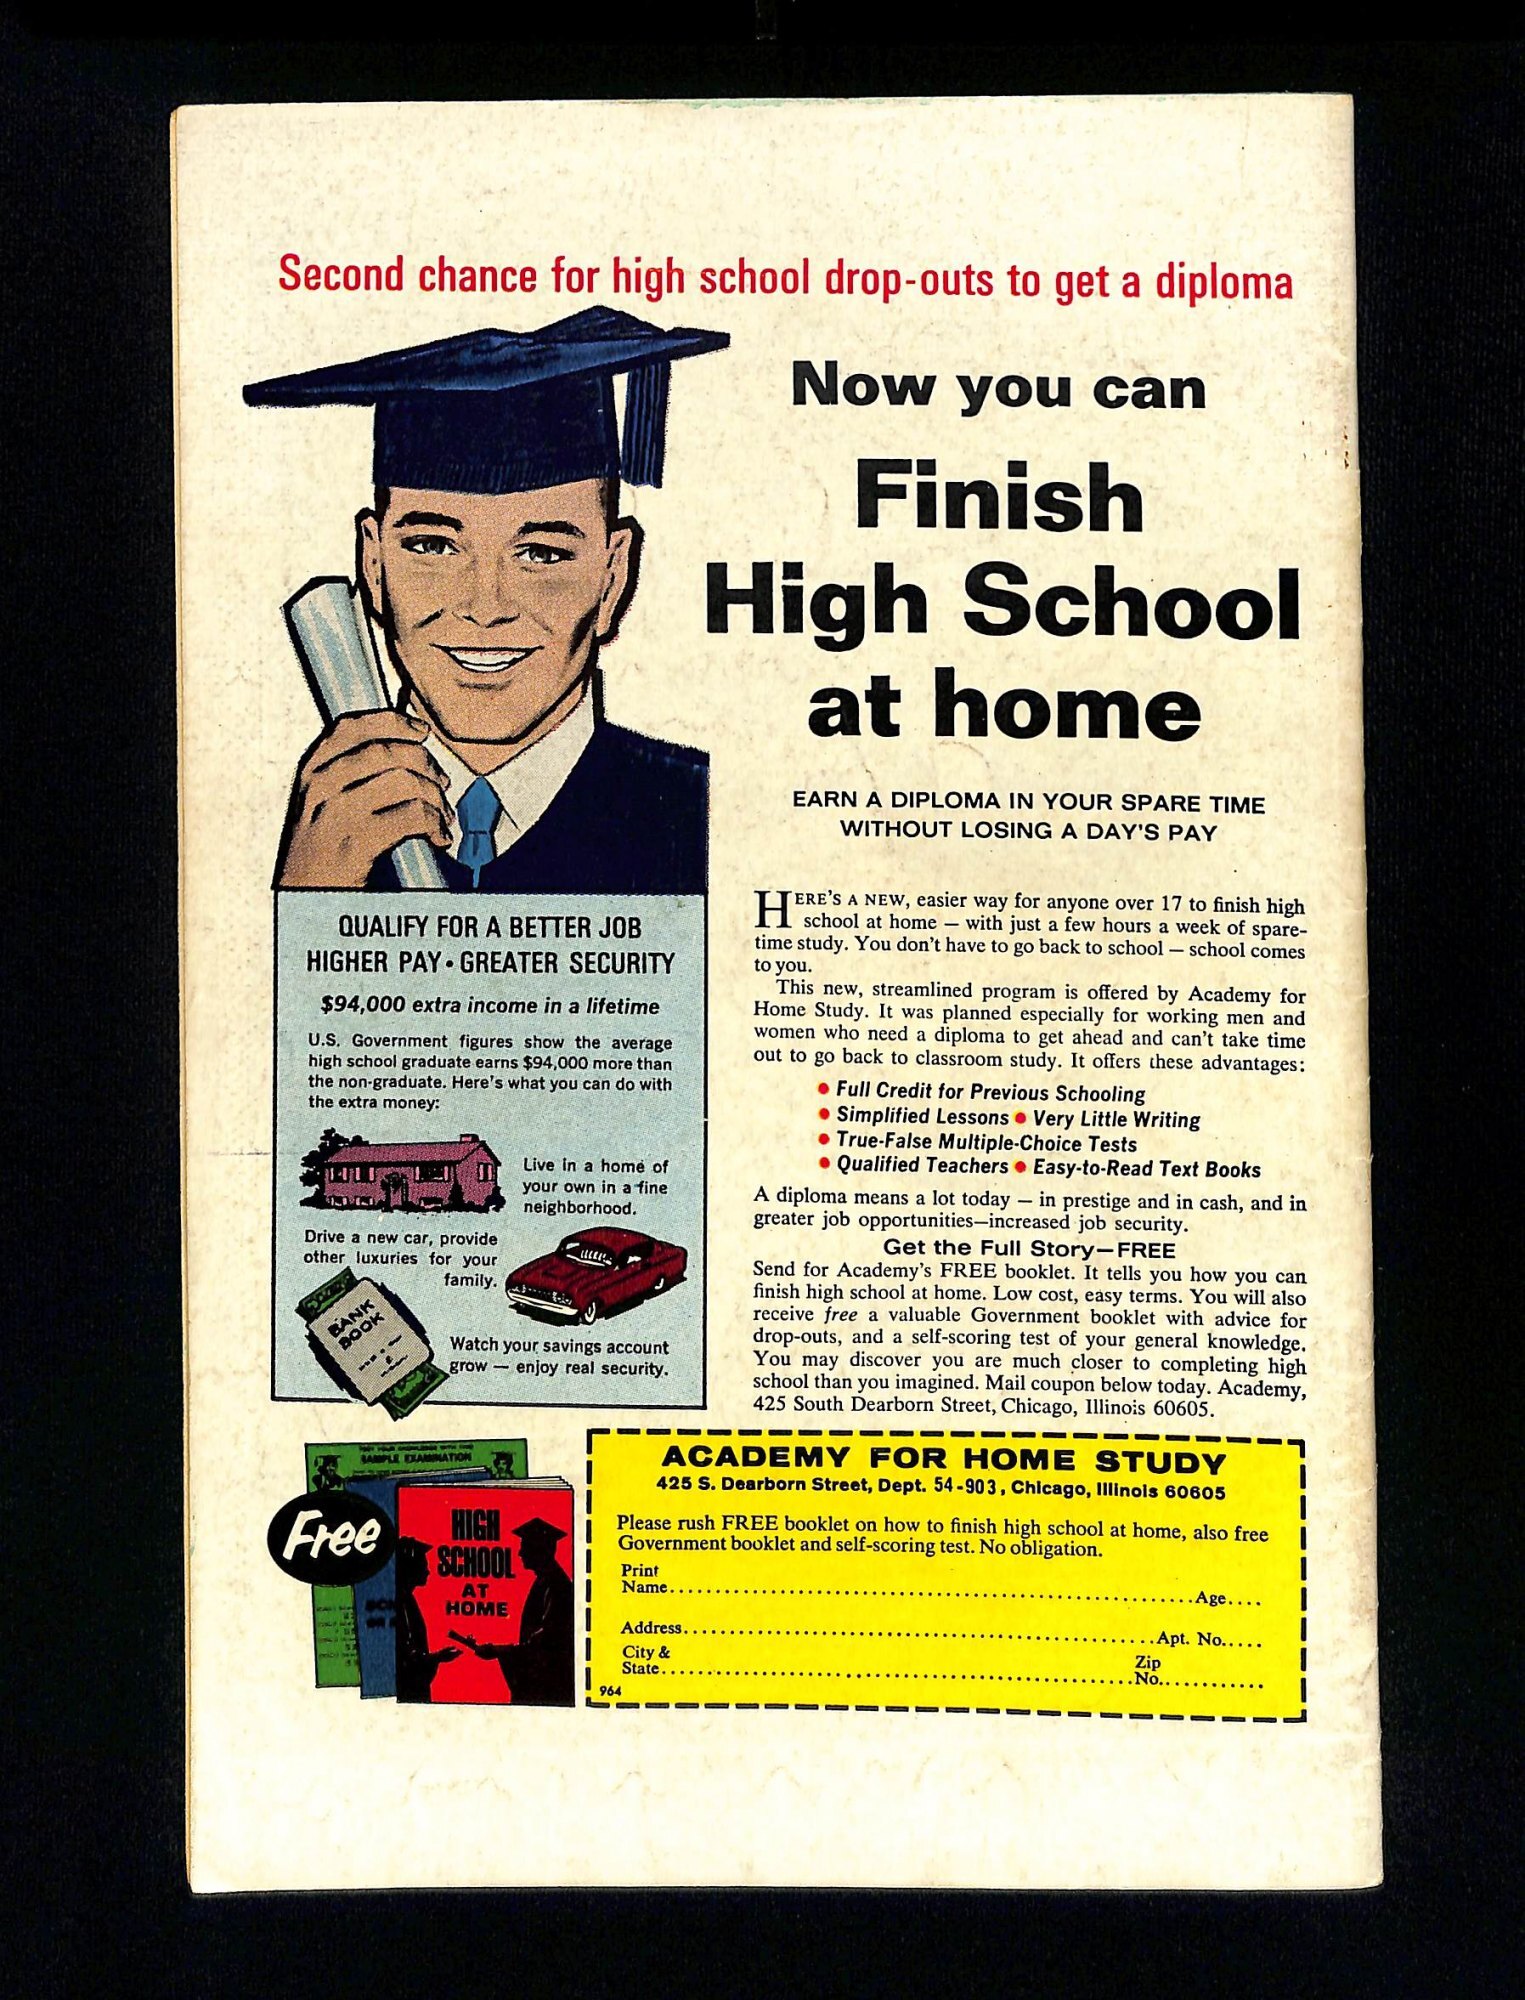 Second chance for high school drop-outs to get a diploma
Now you can
Finish
High School
at home
EARN A DIPLOMA IN YOUR SPARE TIME
WITHOUT LOSING A DAY'S PAY
QUALIFY FOR A BETTER JOB
HIGHER PAY • GREATER SECURITY
$94,000 extra income in a lifetime
U.S. Government figures show the average
high school graduate earns $94,000 more than
the non-graduate. Here's what you can do with
the extra money:
Live in a home of
your own in a fine
neighborhood.
Drive a new car, provide
other luxuries for your
family.
BANK
BOOK
Watch your savings account
grow — enjoy real security.
HERE'S A NEW, easier way for anyone over 17 to finish high
school at home — with just a few hours a week of spare-
time study. You don't have to go back to school — school comes
to you.
This new, streamlined program is offered by Academy for
Home Study. It was planned especially for working men and
women who need a diploma to get ahead and can't take time
out to go back to classroom study. It offers these advantages:
• Full Credit for Previous Schooling
• Simplified Lessons • Very Little Writing
• True-False Multiple-Choice Tests
• Qualified Teachers • Easy-to-Read Text Books
A diploma means a lot today — in prestige and in cash, and in
greater job opportunities—increased job security.
Get the Full Story—FREE
Send for Academy's FREE booklet. It tells you how you can
finish high school at home. Low cost, easy terms. You will also
receive free a valuable Government booklet with advice for
drop-outs, and a self-scoring test of your general knowledge.
You may discover you are much closer to completing high
school than you imagined. Mail coupon below today. Academy,
425 South Dearborn Street, Chicago, Illinois 60605.
SAMPLE EXAMINATION
Free
HIGH
SCHOOL
AT
HOME
ACADEMY FOR HOME STUDY
425 S. Dearborn Street, Dept. 54-903, Chicago, Illinois 60605
Please rush FREE booklet on how to finish high school at home, also free
Government booklet and self-scoring test. No obligation.
Print
Name.......... Age....
Address.......... Apt. No.....
City &
State.......... Zip
No............
964